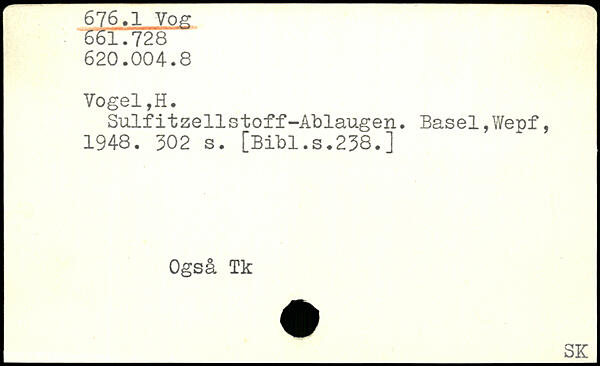 676.1 Vog
661.728
620.004.8
Vogel,H.
Sulfitzellstoff-Ablaugen. Basel,Wepf,
1948. 302 s. [Bibl.s.238.]
Også Tk
SK